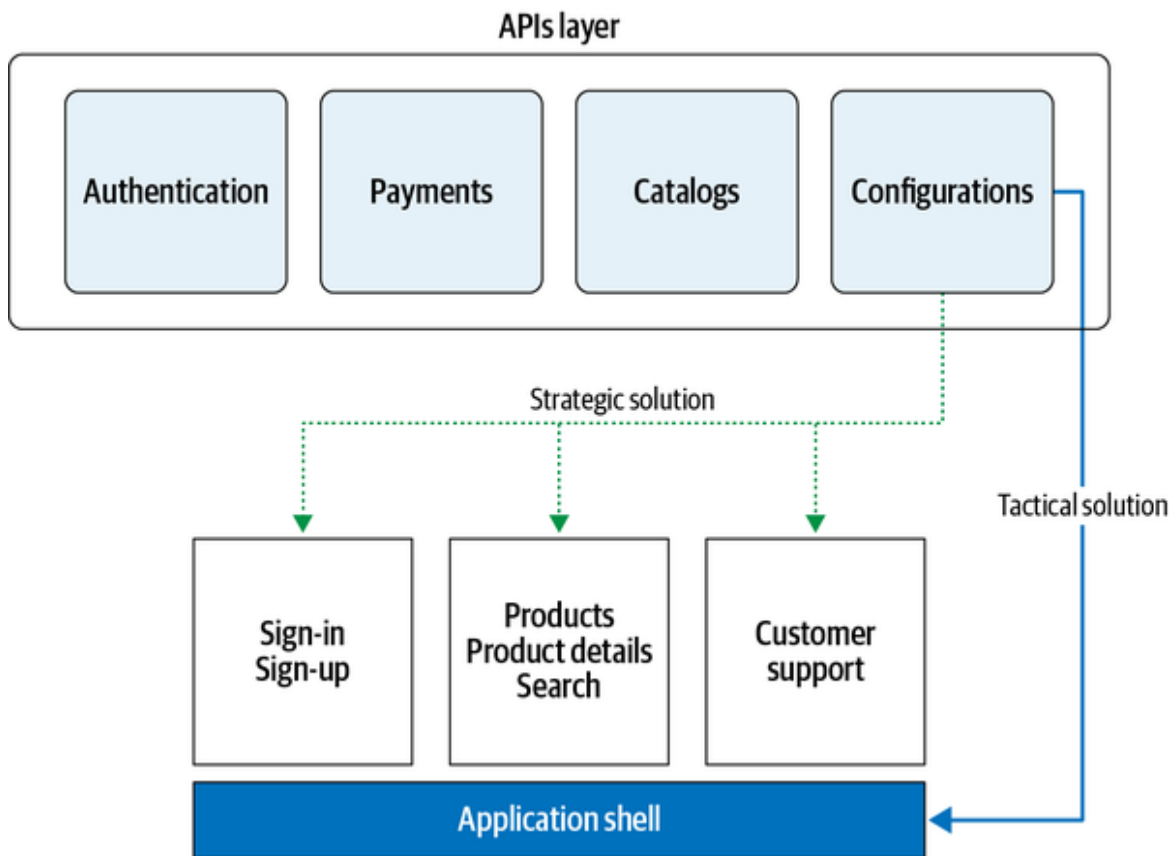 APIs layer
Authentication
Payments
Catalogs
Configurations
Strategic solution
Tactical solution
Sign-in
Sign-up
Products
Product details
Search
Customer
support
Application shell